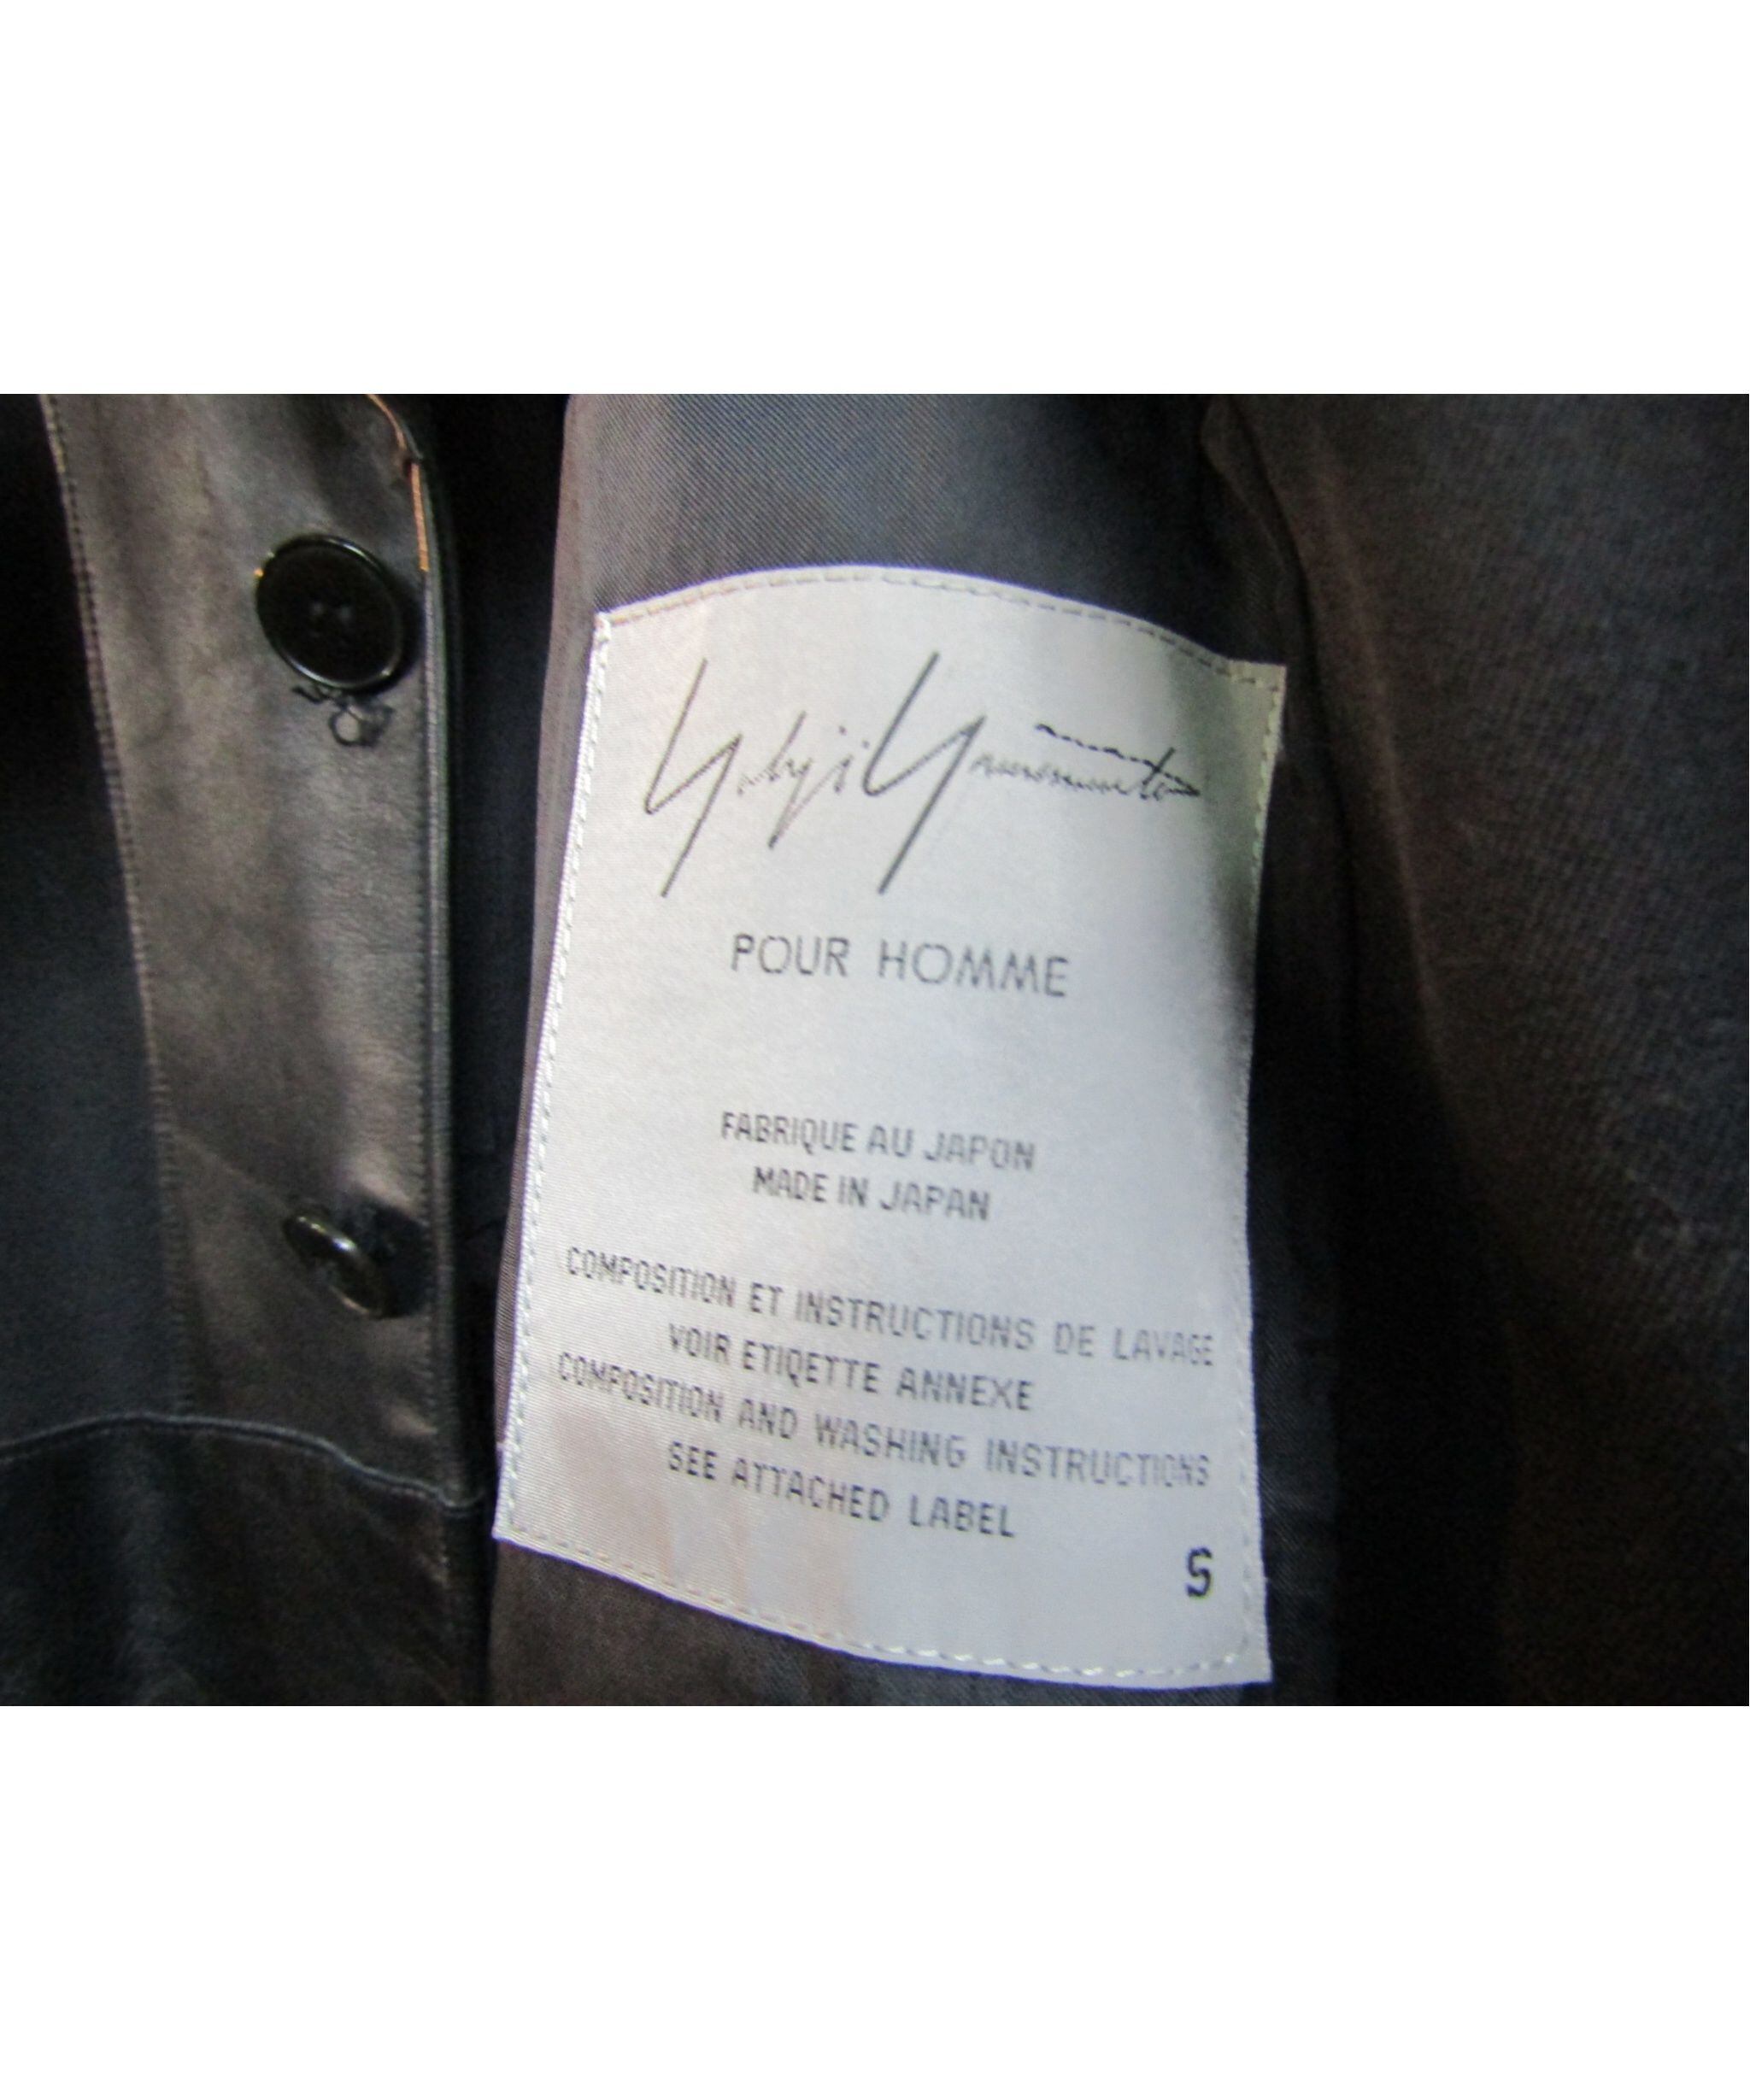 Yohji Yamamoto
POUR HOMME
FABRIQUE AU JAPON
MADE IN JAPAN
COMPOSITION ET INSTRUCTIONS DE LAVAGE
VOIR ETIQETTE ANNEXE
COMPOSITION AND WASHING INSTRUCTIONS
SEE ATTACHED LABEL
S